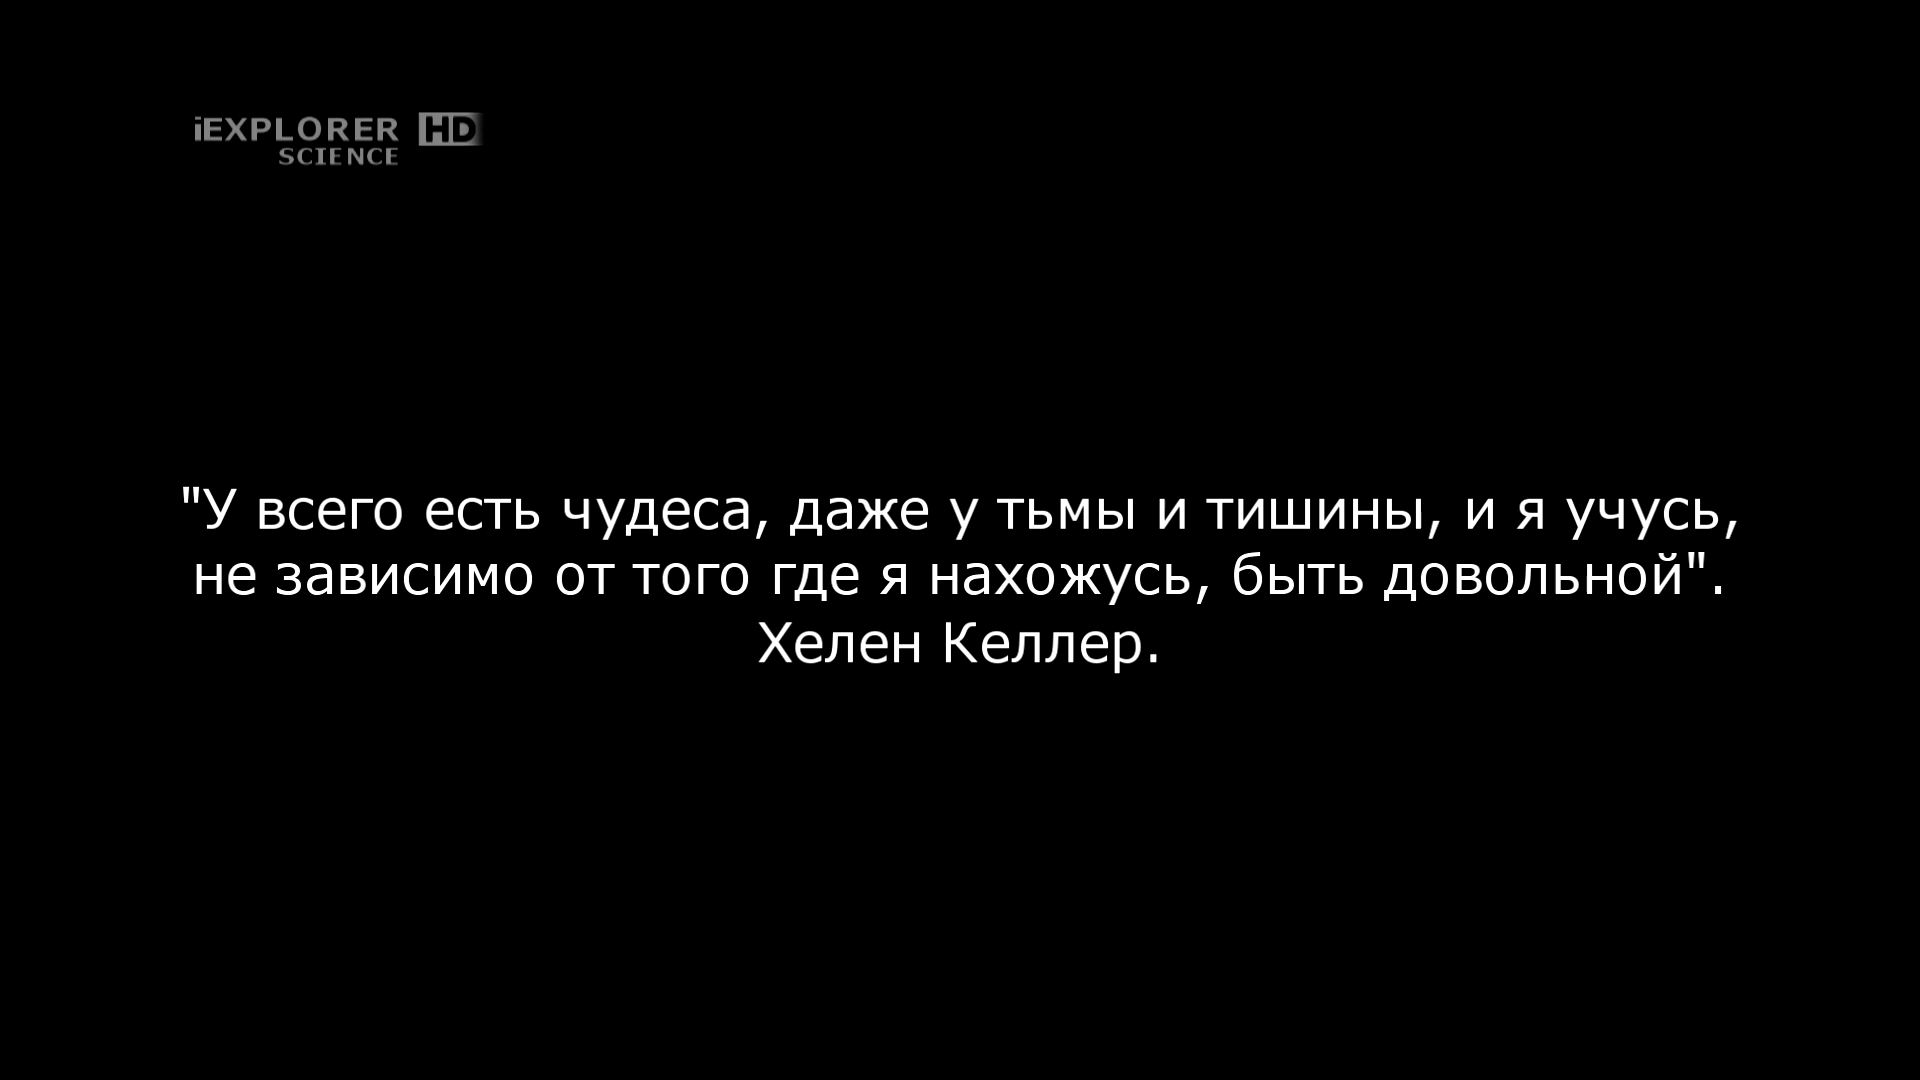 iEXPLORER HD
SCIENCE
"У всего есть чудеса, даже у тьмы и тишины, и я учусь,
не зависимо от того где я нахожусь, быть довольной".
Хелен Келлер.